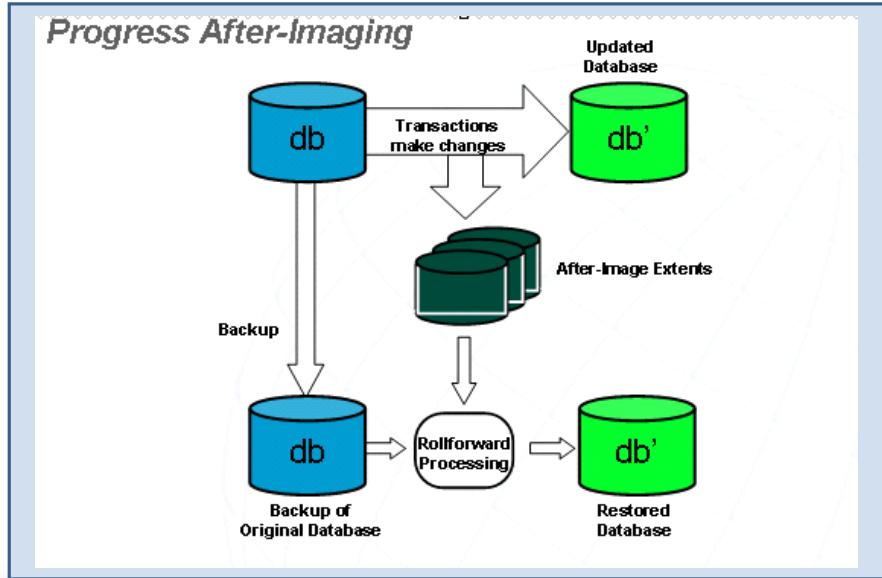 Progress After-Imaging
Updated
Database
db
Transactions
make changes
db'
After-Image Extents
Backup
db
Rollforward
Processing
db'
Backup of
Original Database
Restored
Database